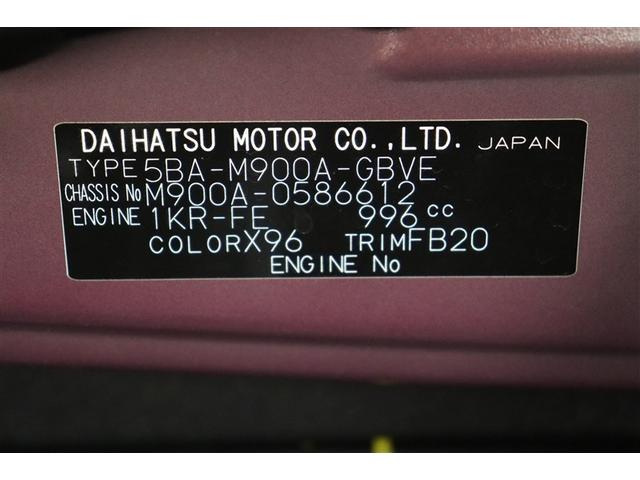 DAIHATSU MOTOR CO.,LTD. JAPAN
TYPE 5BA-M900A-GBVE
CHASSIS No M900A-0586612
ENGINE 1KR-FE 996 cc
COLOR X96 TRIM FB20
ENGINE No